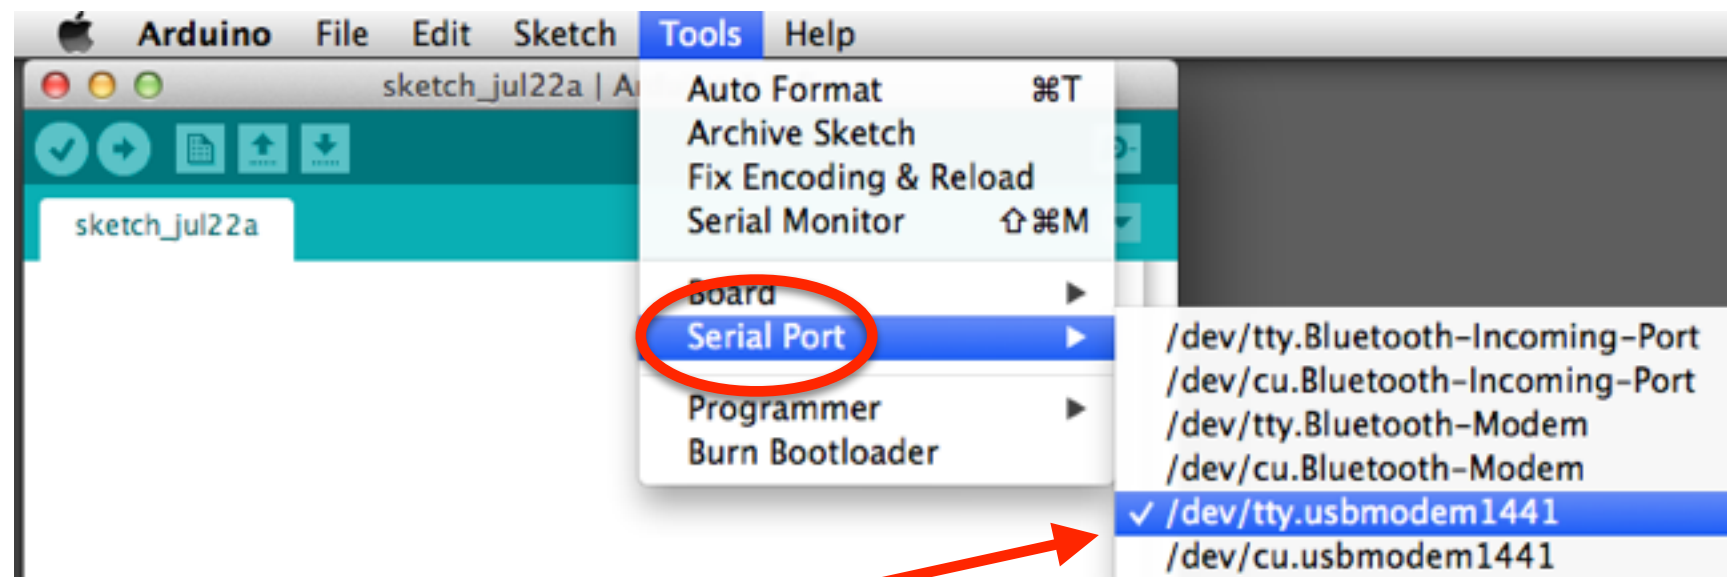 Arduino File Edit Sketch Tools Help
sketch_jul22a | A
Auto Format ⌘T
Archive Sketch
Fix Encoding & Reload
Serial Monitor ⇧⌘M
sketch_jul22a
Board
Serial Port
Programmer
Burn Bootloader
/dev/tty.Bluetooth-Incoming-Port
/dev/cu.Bluetooth-Incoming-Port
/dev/tty.Bluetooth-Modem
/dev/cu.Bluetooth-Modem
✓ /dev/tty.usbmodem1441
/dev/cu.usbmodem1441